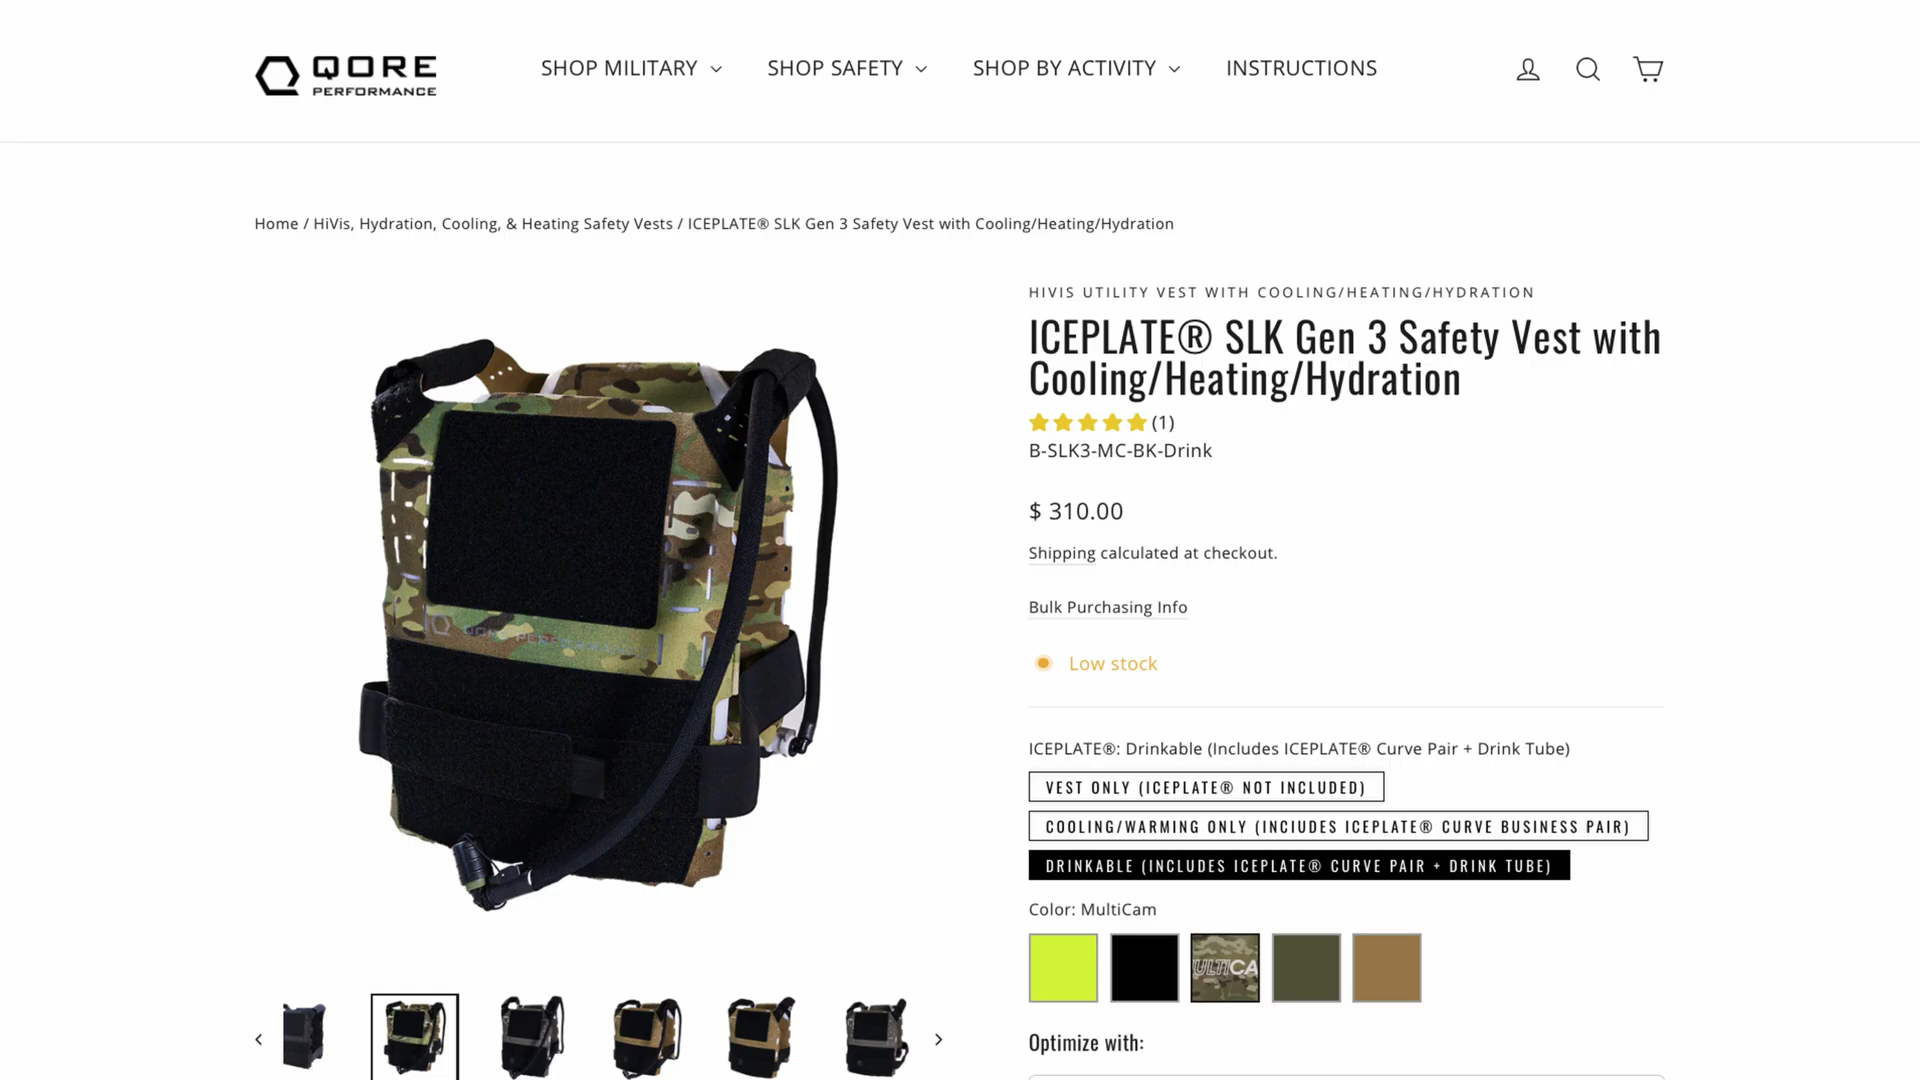 QORE
PERFORMANCE
SHOP MILITARY
SHOP SAFETY
SHOP BY ACTIVITY
INSTRUCTIONS
Home / HiVis, Hydration, Cooling, & Heating Safety Vests / ICEPLATE® SLK Gen 3 Safety Vest with Cooling/Heating/Hydration
HIVIS UTILITY VEST WITH COOLING/HEATING/HYDRATION
ICEPLATE® SLK Gen 3 Safety Vest with
Cooling/Heating/Hydration
(1)
B-SLK3-MC-BK-Drink
$ 310.00
Shipping calculated at checkout.
Bulk Purchasing Info
Low stock
ICEPLATE®: Drinkable (Includes ICEPLATE® Curve Pair + Drink Tube)
VEST ONLY (ICEPLATE® NOT INCLUDED)
COOLING/WARMING ONLY (INCIUDES ICEPLATE® CURVE BUSINESS PAIR)
DRINKABLE (INCLUDES ICEPLATE® CURVE PAIR + DRINK TUBE)
Color: MultiCam
ULTICA
Optimize with: